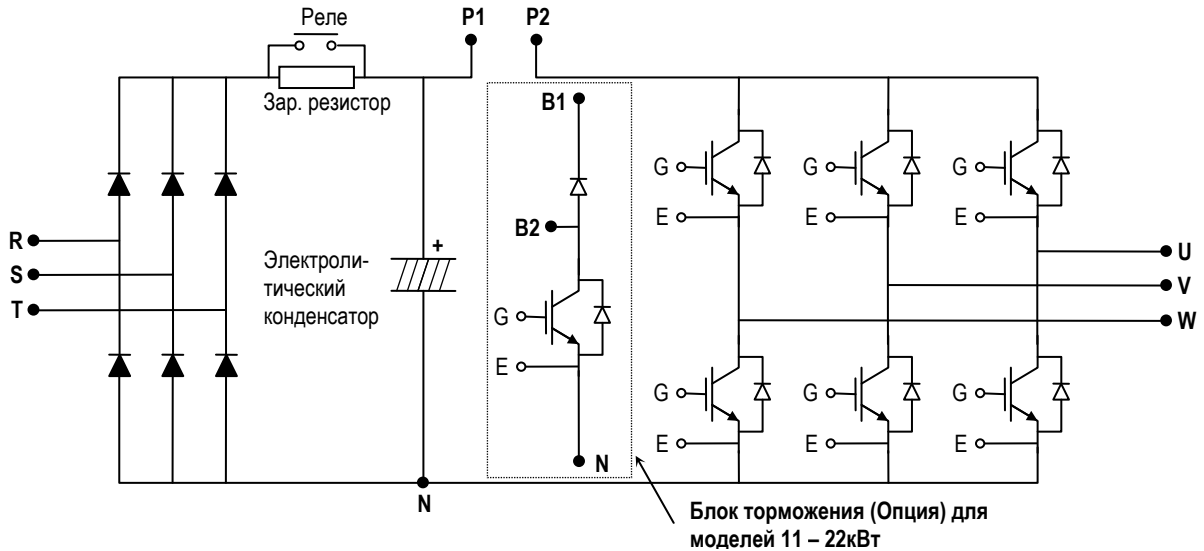 Реле
P1
P2
Зар. резистор
B1
G
G
G
E
E
E
B2
R
S
T
Электроли-
тический
конденсатор
+
U
V
W
G
E
G
G
G
E
E
E
N
N
Блок торможения (Опция) для
моделей 11 – 22кВт